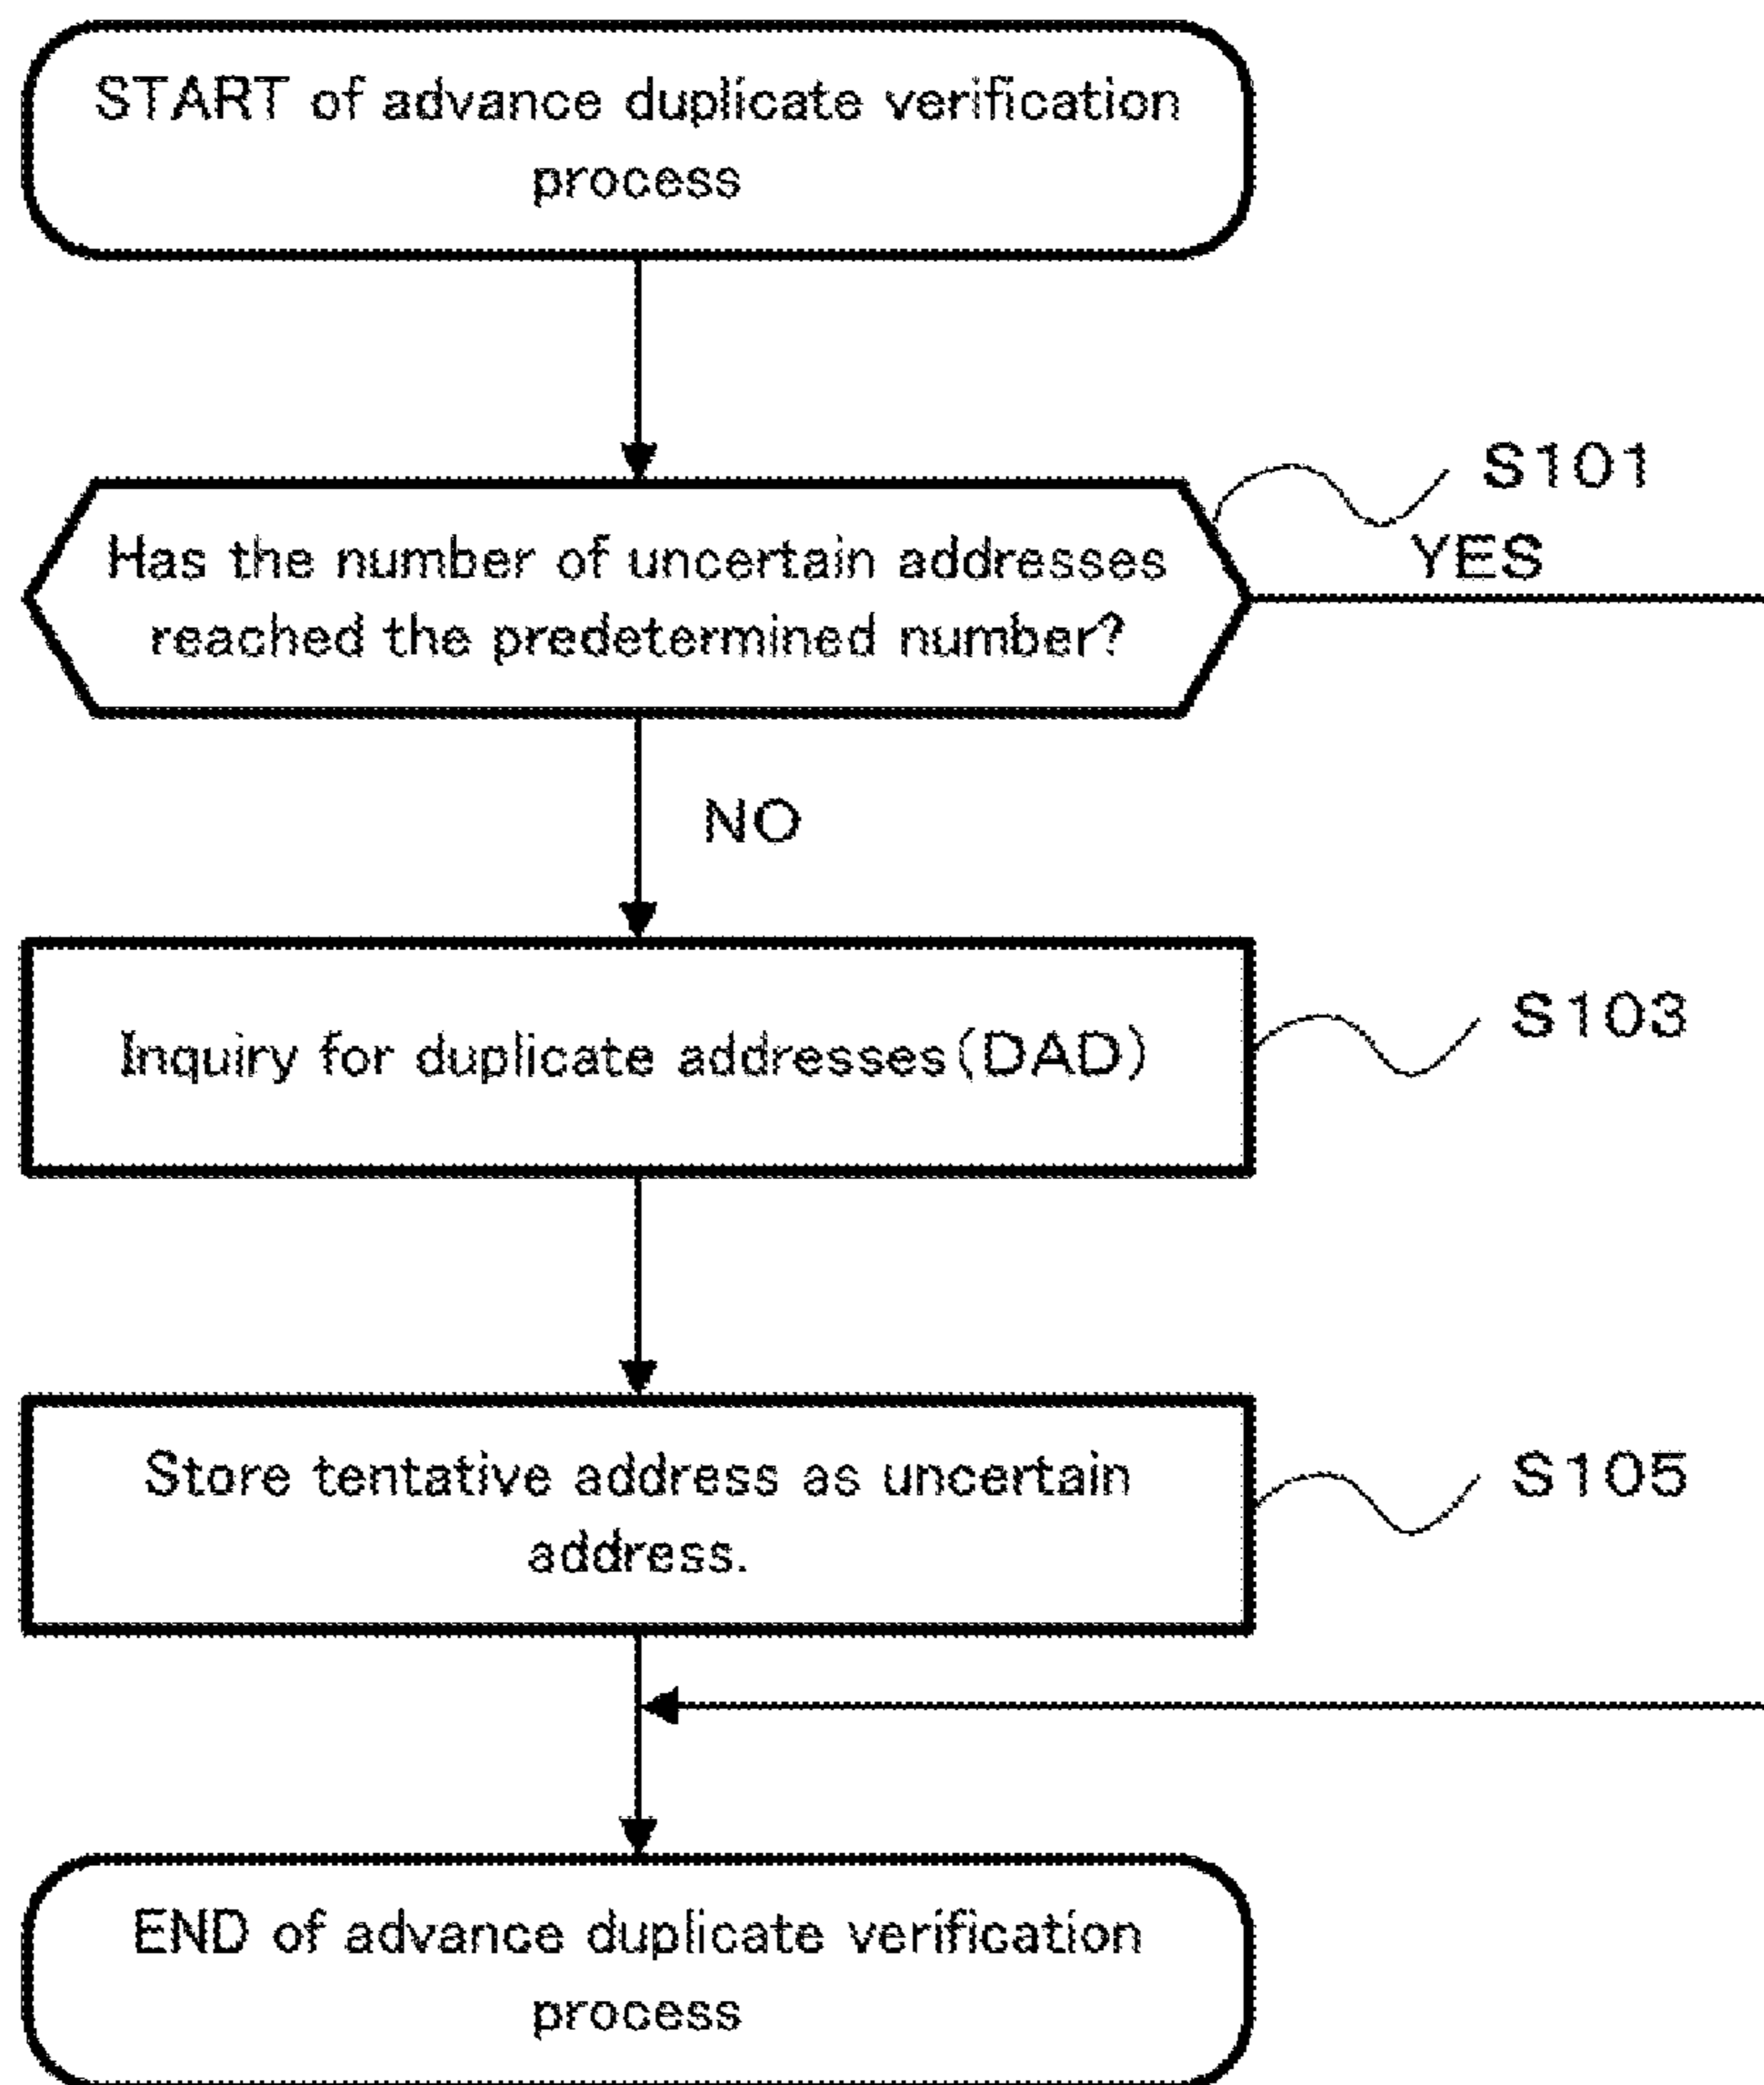 START of advance duplicate verification
process
S101
YES
Has the number of uncertain addresses
reached the predetermined number?
NO
S103
Inquiry for duplicate addresses(DAD)
S105
Store tentative address as uncertain
address.
END of advance duplicate verification
process